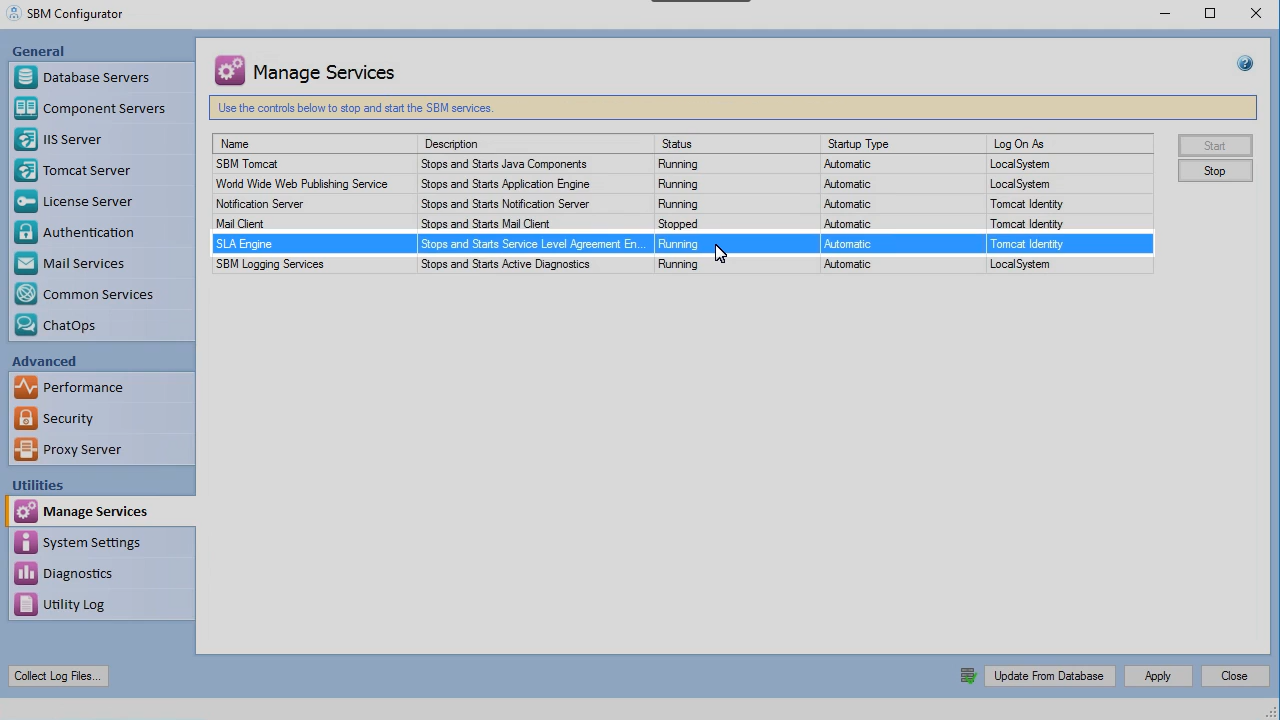 SBM Configurator
General
Database Servers
Component Servers
IIS Server
Tomcat Server
License Server
Authentication
Mail Services
Common Services
ChatOps
Advanced
Performance
Security
Proxy Server
Utilities
Manage Services
System Settings
Diagnostics
Utility Log
Collect Log Files...
Manage Services
Use the controls below to stop and start the SBM services.
Name Description Status Startup Type Log On As
SBM Tomcat Stops and Starts Java Components Running Automatic LocalSystem
World Wide Web Publishing Service Stops and Starts Application Engine Running Automatic LocalSystem
Notification Server Stops and Starts Notification Server Running Automatic Tomcat Identity
Mail Client Stops and Starts Mail Client Stopped Automatic Tomcat Identity
SLA Engine Stops and Starts Service Level Agreement En... Running Automatic Tomcat Identity
SBM Logging Services Stops and Starts Active Diagnostics Running Automatic LocalSystem
Start
Stop
Update From Database Apply Close